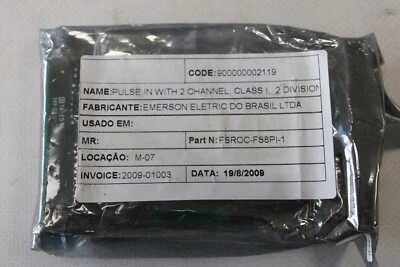 CODE:900000002119
NAME:PULSE IN WITH 2 CHANNEL, CLASS I, 2 DIVISION
FABRICANTE:EMERSON ELETRIC DO BRASIL LTDA
USADO EM:
MR: Part N:FSROC-FS8PI-1
LOCAÇÃO: M-07
INVOICE:2009-01003 DATA: 19/8/2009